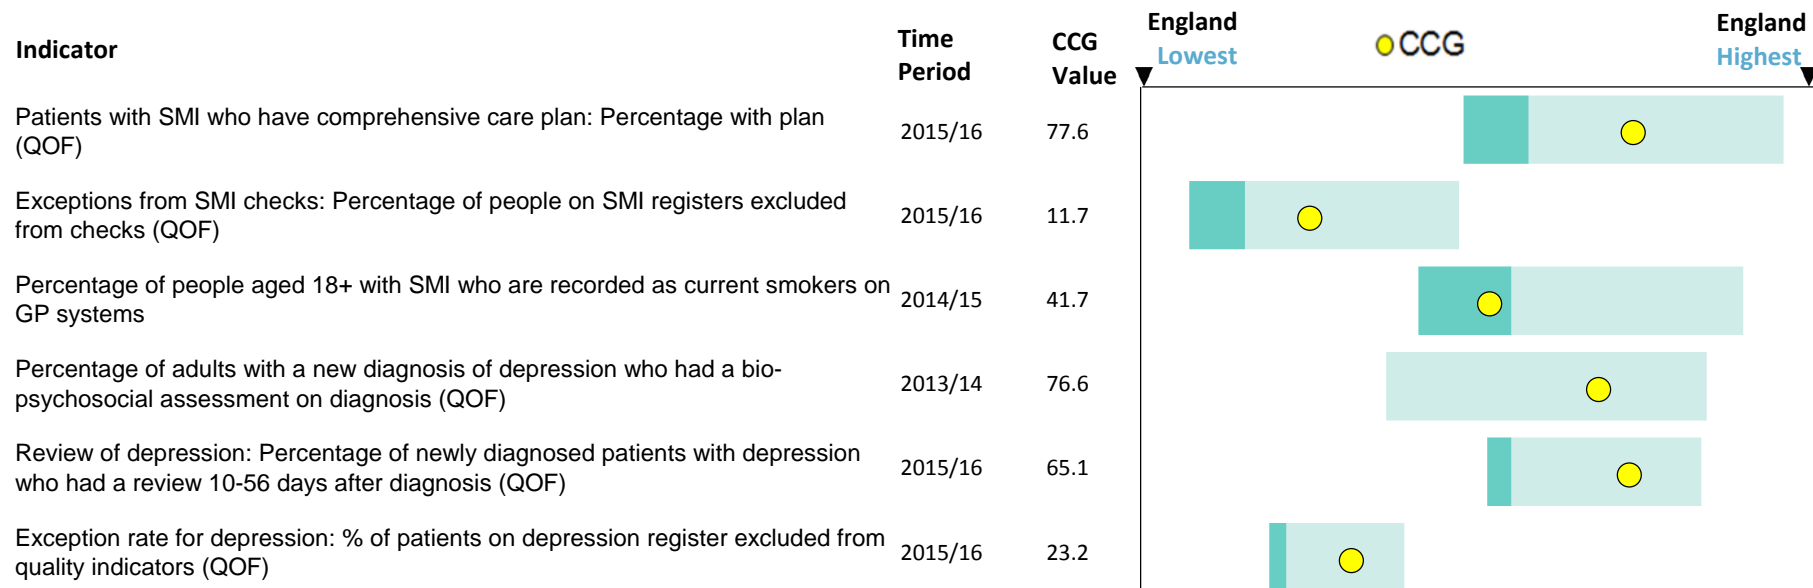 Indicator
Time
Period
CCG
Value
England
Lowest
CCG
England
Highest
Patients with SMI who have comprehensive care plan: Percentage with plan
(QOF)
2015/16
77.6
Exceptions from SMI checks: Percentage of people on SMI registers excluded
from checks (QOF)
2015/16
11.7
Percentage of people aged 18+ with SMI who are recorded as current smokers on
GP systems
2014/15
41.7
Percentage of adults with a new diagnosis of depression who had a bio-
psychosocial assessment on diagnosis (QOF)
2013/14
76.6
Review of depression: Percentage of newly diagnosed patients with depression
who had a review 10-56 days after diagnosis (QOF)
2015/16
65.1
Exception rate for depression: % of patients on depression register excluded from
quality indicators (QOF)
2015/16
23.2